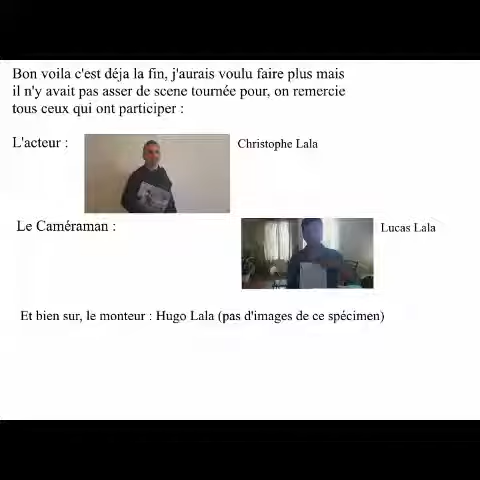 Bon voila c'est déja la fin, j'aurais voulu faire plus mais
il n'y avait pas asser de scene tournée pour, on remercie
tous ceux qui ont participer :
L'acteur :
Christophe Lala
Le Caméraman :
Lucas Lala
Et bien sur, le monteur : Hugo Lala (pas d'images de ce spécimen)